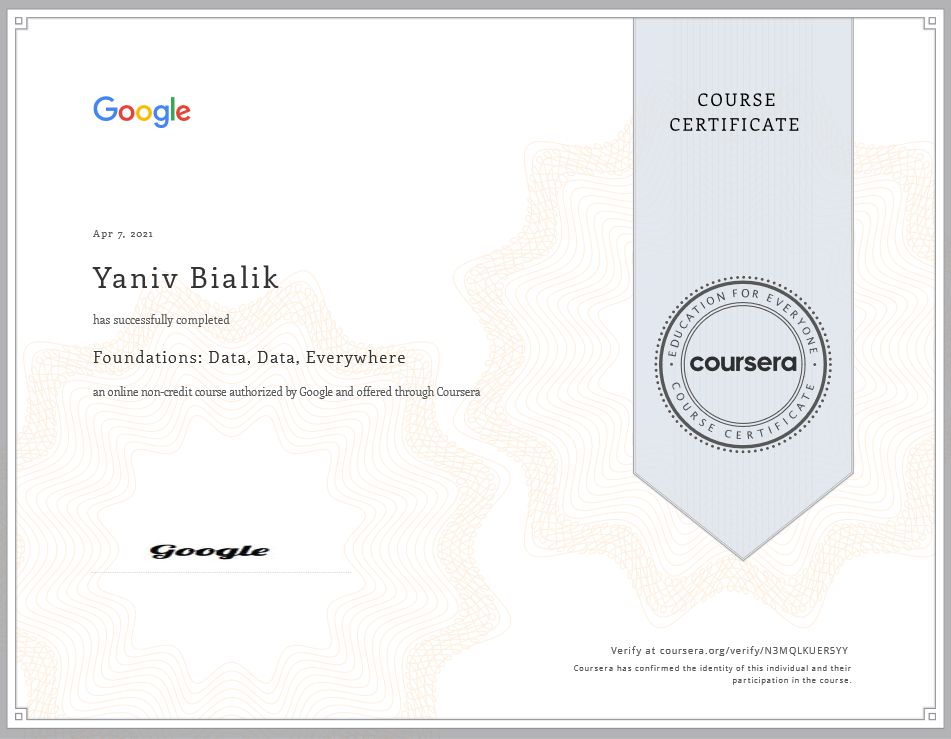 Google
COURSE
CERTIFICATE
Apr 7, 2021
Yaniv Bialik
has successfully completed
Foundations: Data, Data, Everywhere
an online non-credit course authorized by Google and offered through Coursera
EDUCATION FOR EVERYONE
coursera
COURSE CERTIFICATE
Google
Verify at coursera.org/verify/N3MQLKUER5YY
Coursera has confirmed the identity of this individual and their
participation in the course.